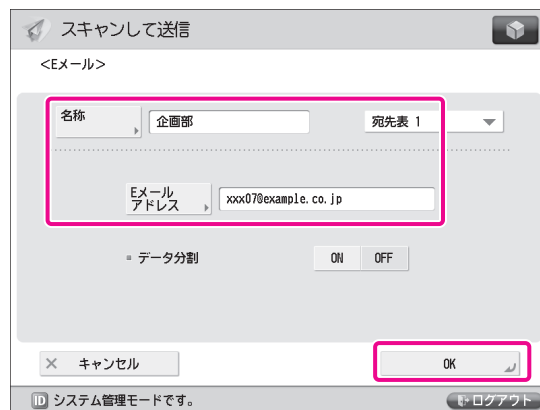 スキャンして送信
<Eメール>
名称
企画部
宛先表 1
Eメール
アドレス
xxx07@example.co.jp
データ分割
ON
OFF
× キャンセル
OK
ID システム管理モードです。
ログアウト